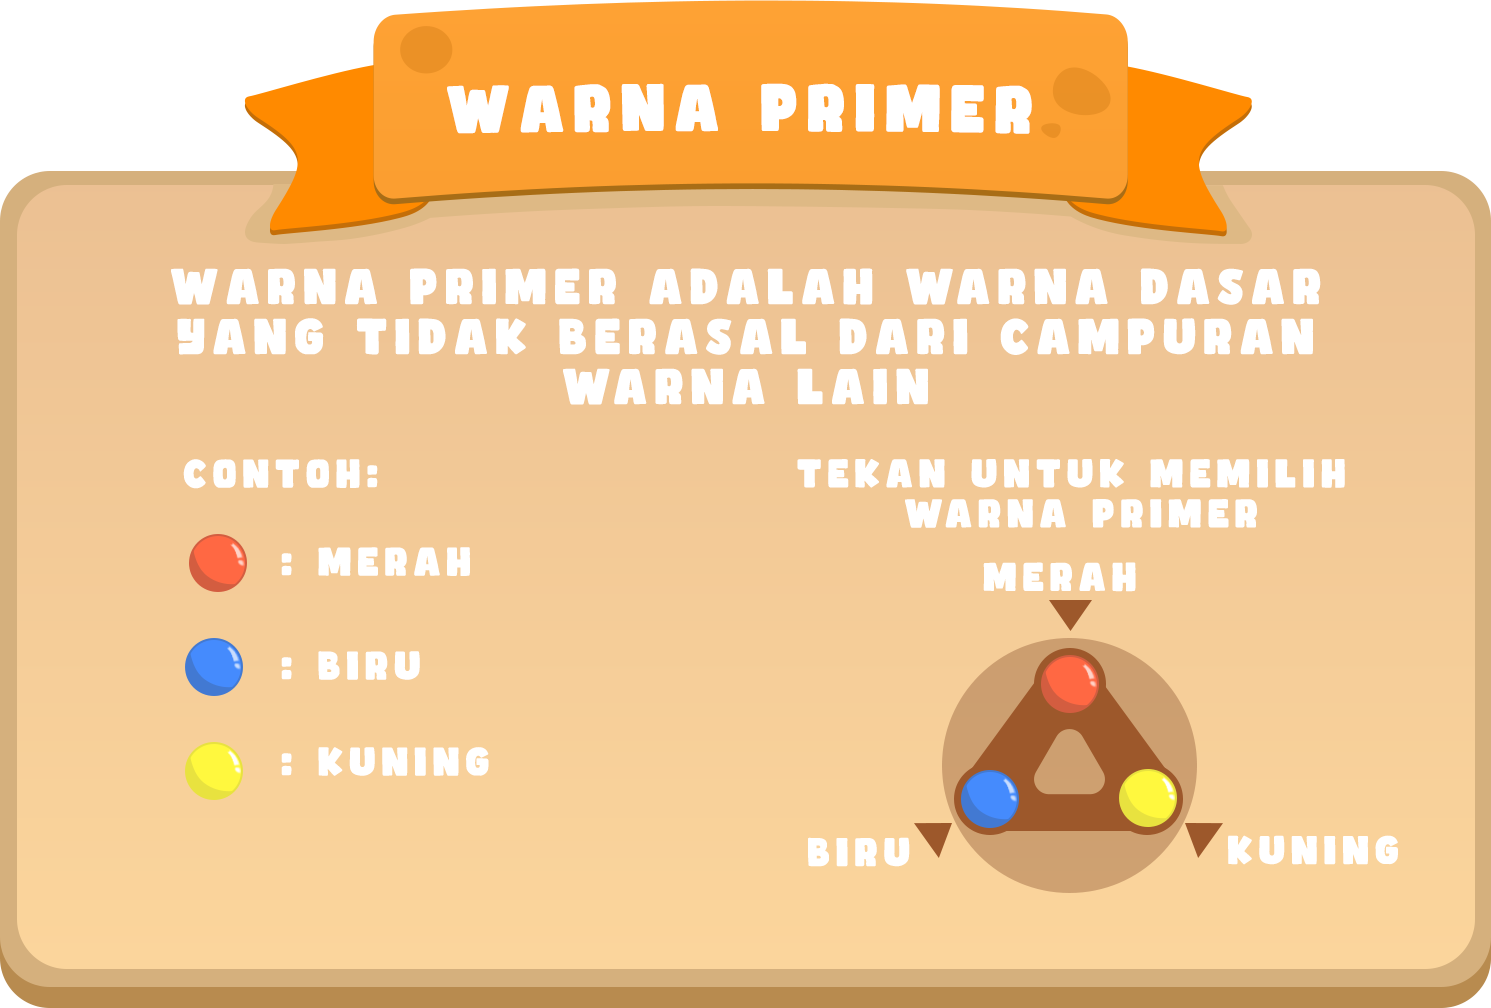 WARNA PRIMER
WARNA PRIMER ADALAH WARNA DASAR
YANG TIDAK BERASAL DARI CAMPURAN
WARNA LAIN
CONTOH:
: MERAH
: BIRU
: KUNING
TEKAN UNTUK MEMILIH
WARNA PRIMER
MERAH
BIRU
KUNING